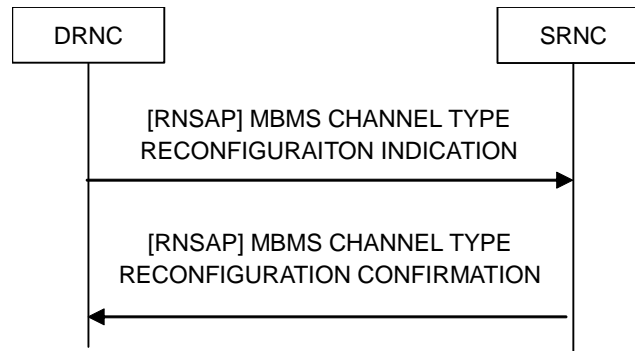 DRNC
SRNC
[RNSAP] MBMS CHANNEL TYPE
RECONFIGURAITON INDICATION
[RNSAP] MBMS CHANNEL TYPE
RECONFIGURATION CONFIRMATION